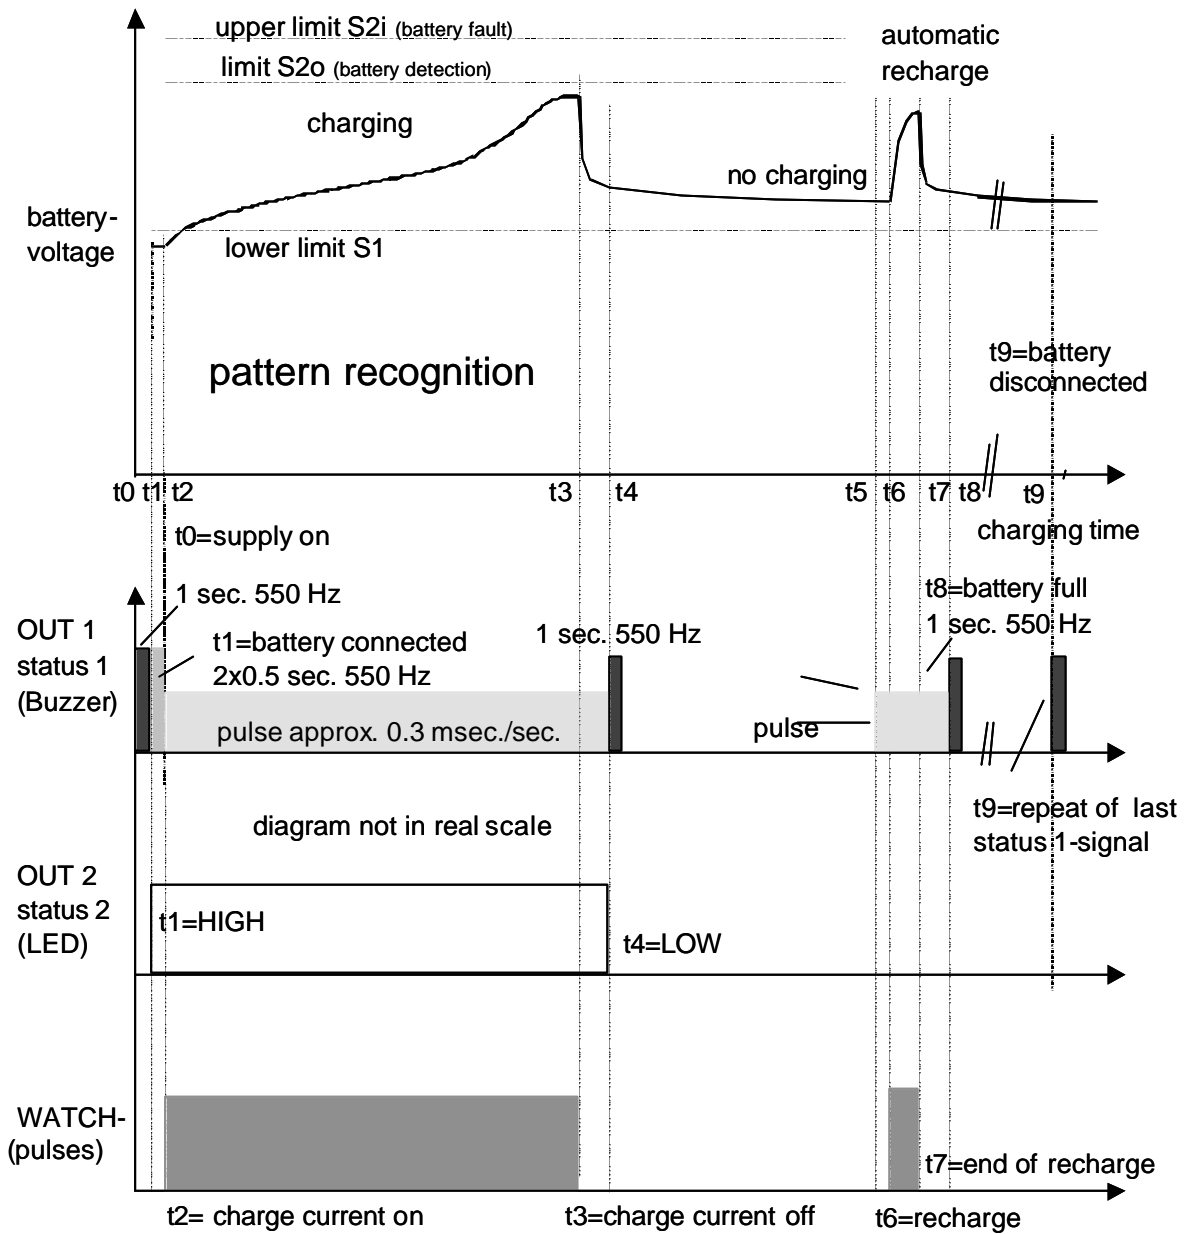 upper limit S2i (battery fault)
limit S2o (battery detection)
automatic
recharge
charging
no charging
battery-
voltage
lower limit S1
pattern recognition
t9=battery
disconnected
t0 t1 t2 t3 t4 t5 t6 t7 t8 t9
charging time
t0=supply on
1 sec. 550 Hz
OUT 1
status 1
(Buzzer)
t1=battery connected
2x0.5 sec. 550 Hz
1 sec. 550 Hz
t8=battery full
1 sec. 550 Hz
pulse approx. 0.3 msec./sec.
pulse
diagram not in real scale
t9=repeat of last
status 1-signal
OUT 2
status 2
(LED)
t1=HIGH
t4=LOW
WATCH-
(pulses)
t7=end of recharge
t2= charge current on
t3=charge current off
t6=recharge